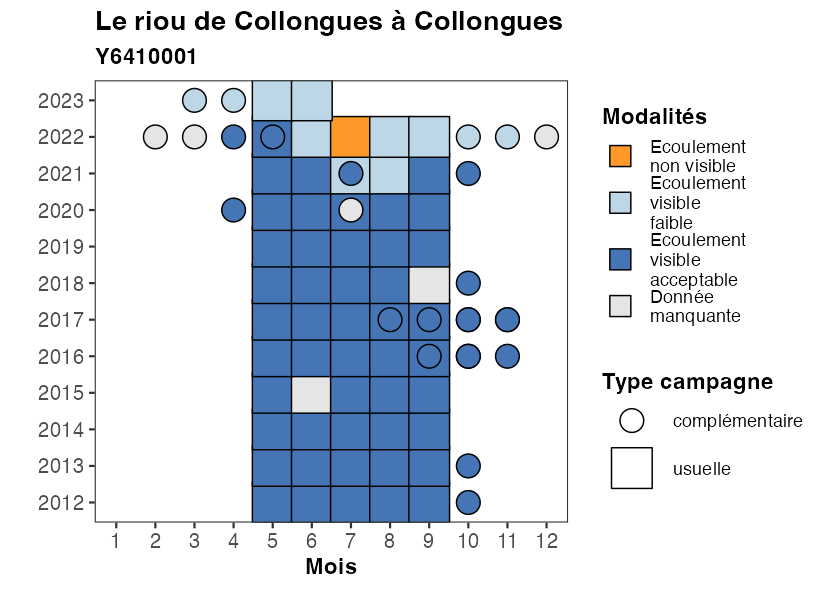 Le riou de Collongues à Collongues
Y6410001
2023
2022
2021
2020
2019
2018
2017
2016
2015
2014
2013
2012
1 2 3 4 5 6 7 8 9 10 11 12
Mois
Modalités
Ecoulement
non visible
Ecoulement
visible
faible
Ecoulement
visible
acceptable
Donnée
manquante
Type campagne
complémentaire
usuelle